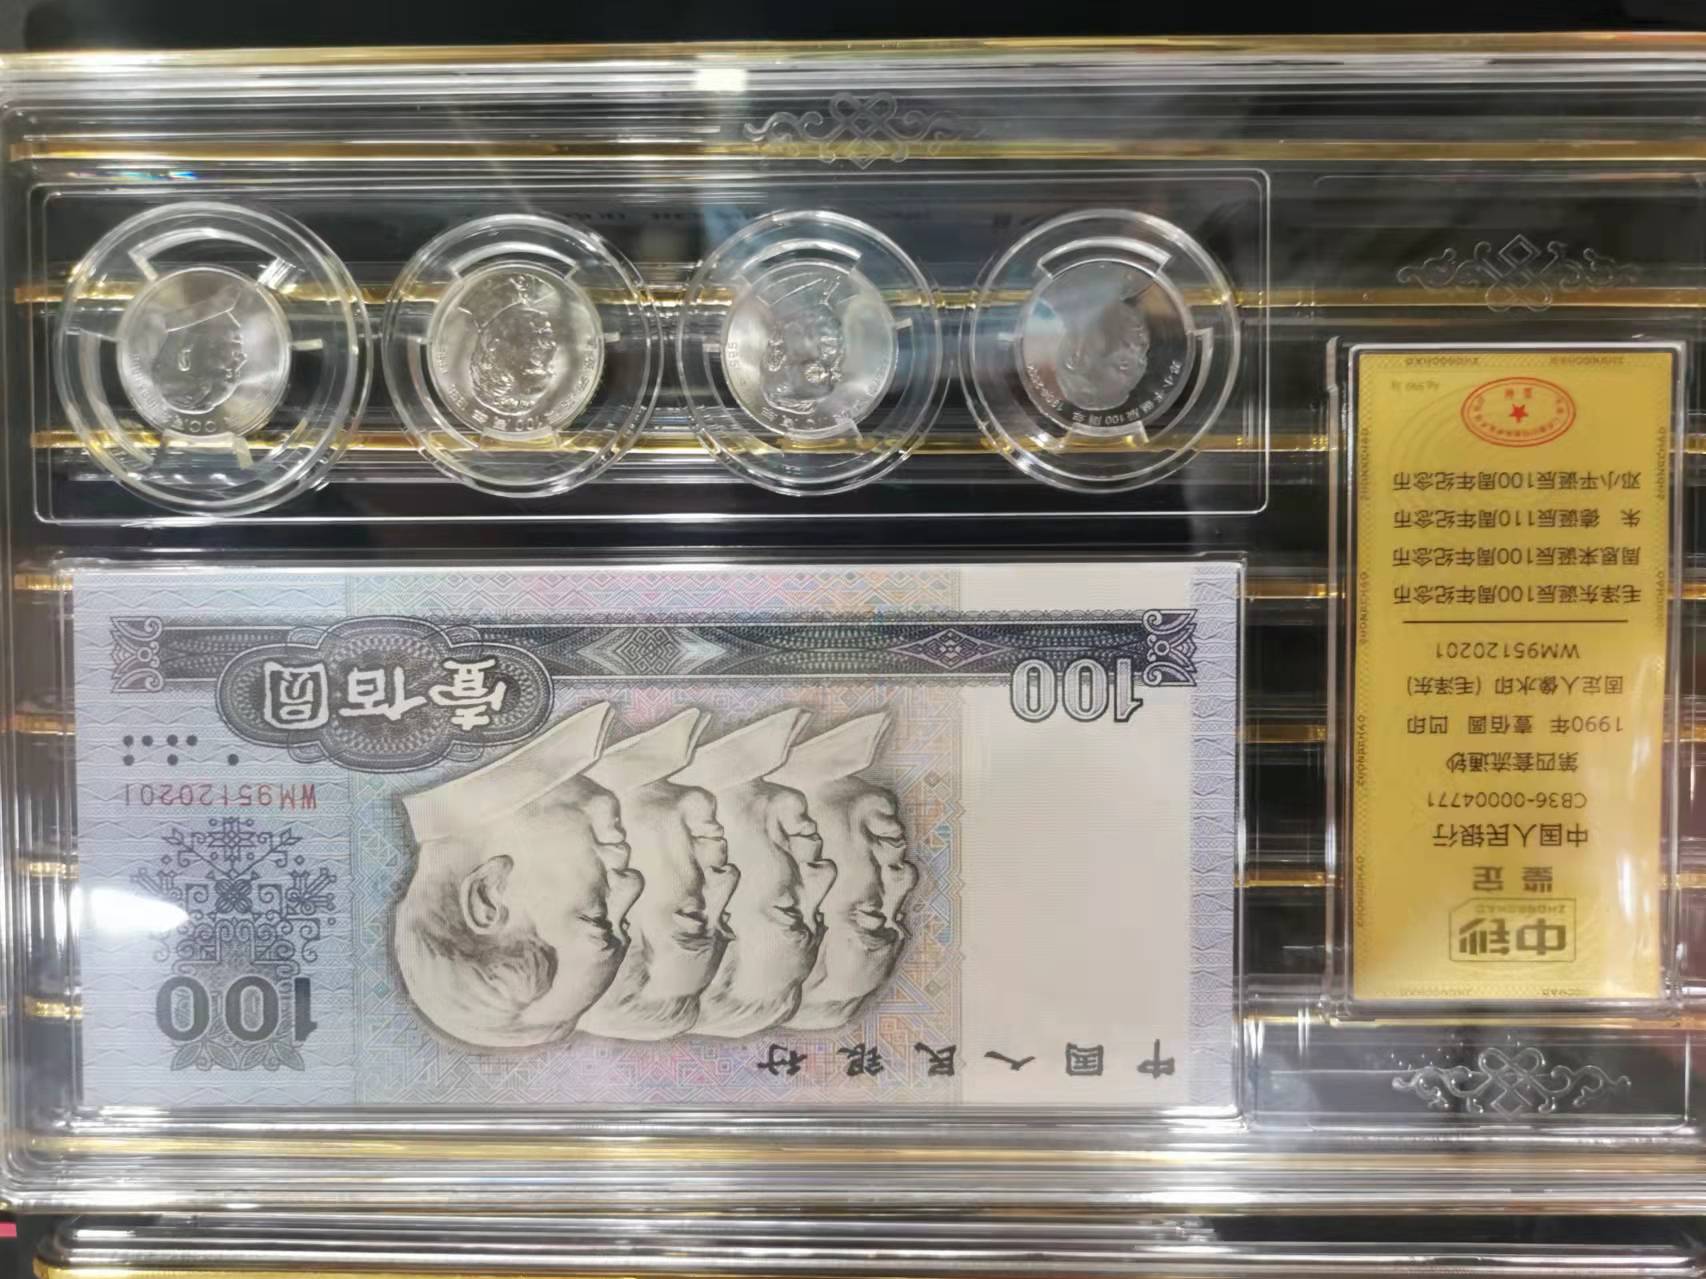 中国人民银行
100
WM95120201
壹佰圆
100
中钞
ZHONGCHAO
鉴定
中国人民银行
CB36-00004771
第四套流通钞
1990年 壹佰圆 凹印
固定人像水印（毛泽东）
WM95120201
毛泽东诞辰100周年纪念币
周恩来诞辰100周年纪念币
朱 德诞辰110周年纪念币
邓小平诞辰100周年纪念币
Ag 999 3g